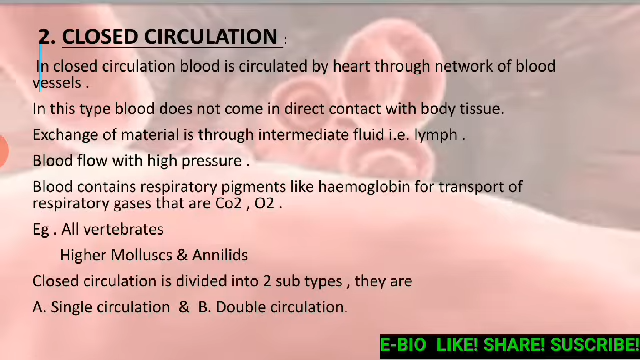 2. CLOSED CIRCULATION :
In closed circulation blood is circulated by heart through network of blood
vessels .
In this type blood does not come in direct contact with body tissue.
Exchange of material is through intermediate fluid i.e. lymph .
Blood flow with high pressure .
Blood contains respiratory pigments like haemoglobin for transport of
respiratory gases that are Co2 , O2 .
Eg . All vertebrates
Higher Molluscs & Annilids
Closed circulation is divided into 2 sub types , they are
A. Single circulation & B. Double circulation.
E-BIO LIKE! SHARE! SUSCRIBE!